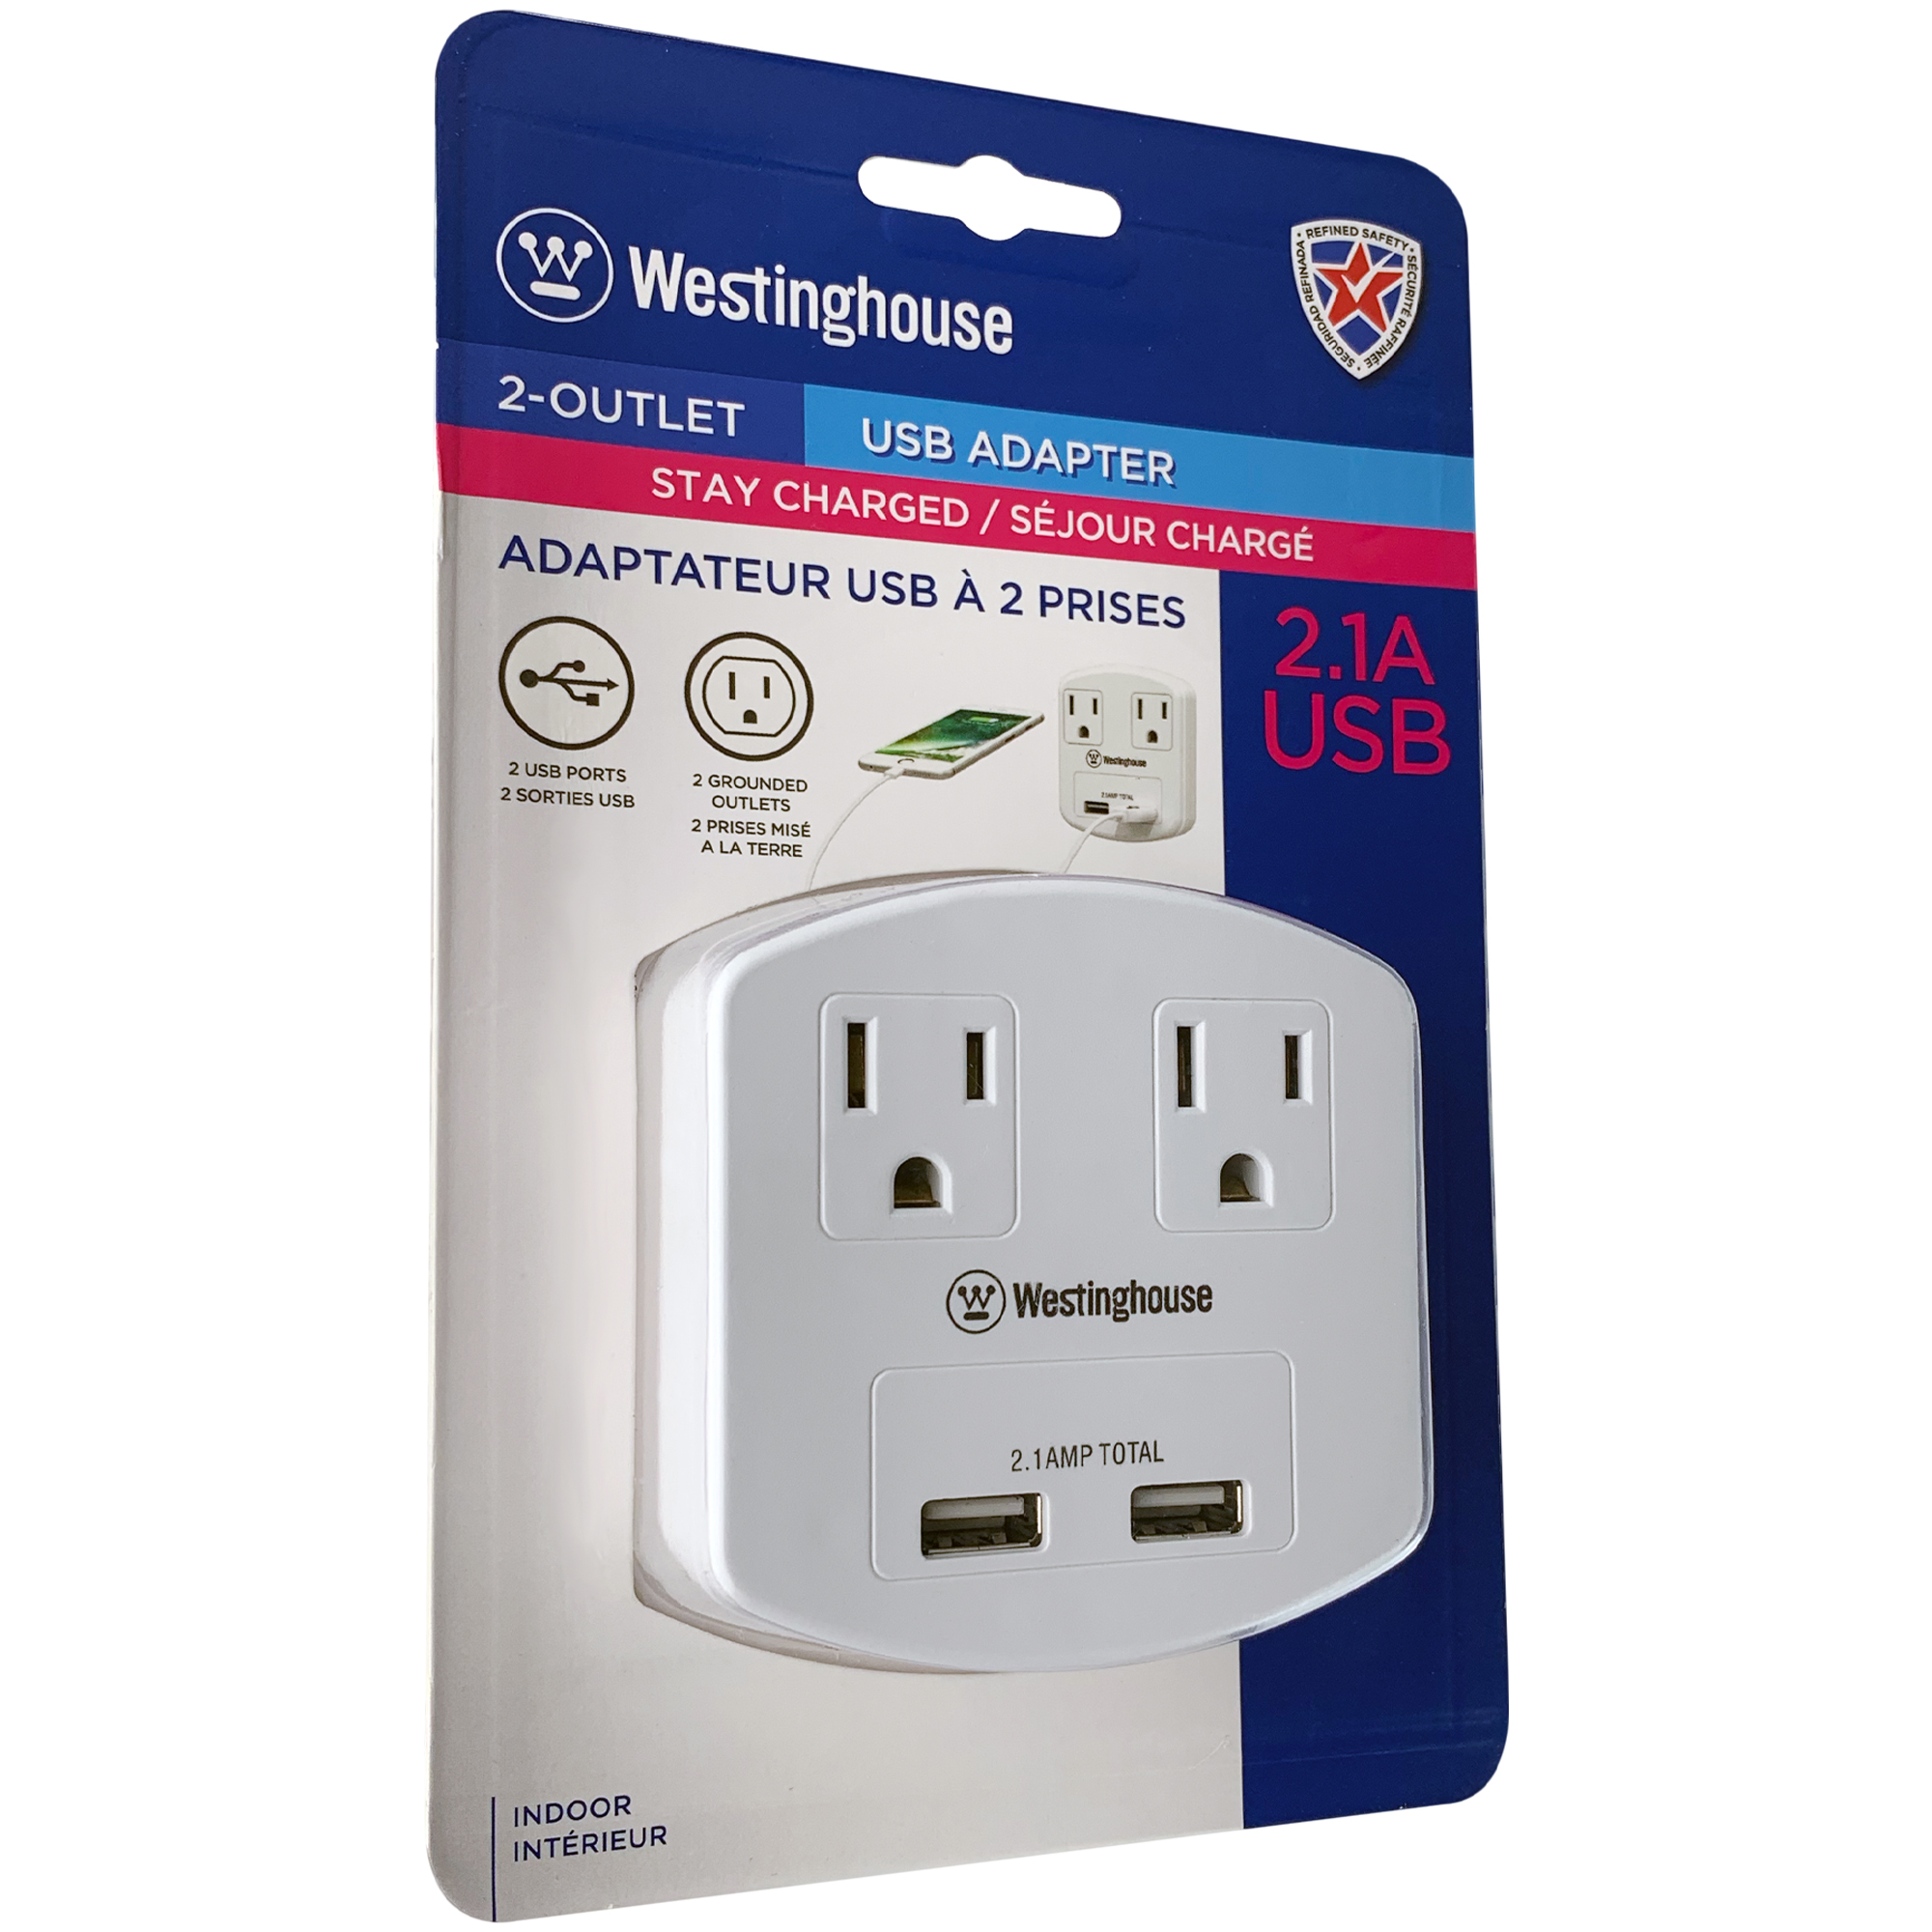 Westinghouse
REFINED SAFETY • SÉCURITÉ RAFFINÉE • SEGURIDAD REFINADA •
2-OUTLET
USB ADAPTER
STAY CHARGED / SÉJOUR CHARGÉ
ADAPTATEUR USB À 2 PRISES
2.1A
USB
2 USB PORTS
2 SORTIES USB
2 GROUNDED
OUTLETS
2 PRISES MISÉ
A LA TERRE
Westinghouse
2.1AMP TOTAL
Westinghouse
2.1AMP TOTAL
INDOOR
INTÉRIEUR